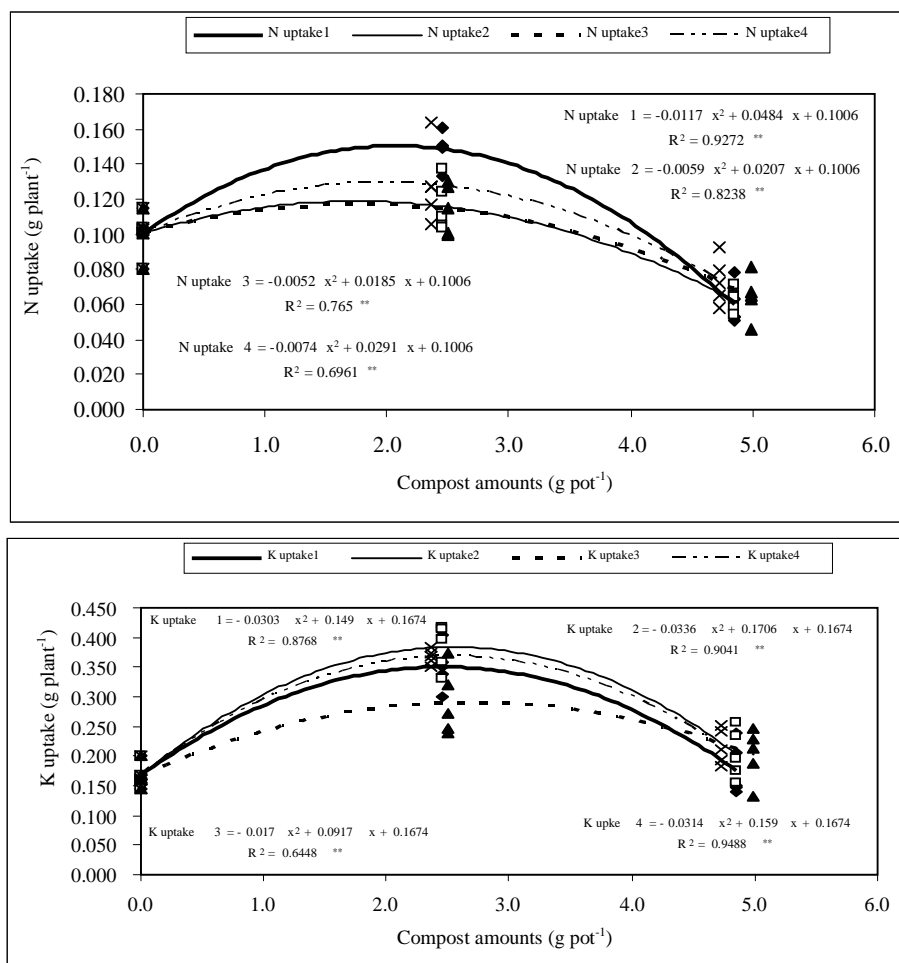 N uptake1 N uptake2 N uptake3 N uptake4
0.180
0.160
0.140
0.120
0.100
0.080
0.060
0.040
0.020
0.000
N uptake (g plant⁻¹)
N uptake 1 = -0.0117 x² + 0.0484 x + 0.1006
R² = 0.9272 **
N uptake 2 = -0.0059 x² + 0.0207 x + 0.1006
R² = 0.8238 **
N uptake 3 = -0.0052 x² + 0.0185 x + 0.1006
R² = 0.765 **
N uptake 4 = -0.0074 x² + 0.0291 x + 0.1006
R² = 0.6961 **
0.0 1.0 2.0 3.0 4.0 5.0 6.0
Compost amounts (g pot⁻¹)
K uptake1 K uptake2 K uptake3 K uptake4
0.450
0.400
0.350
0.300
0.250
0.200
0.150
0.100
0.050
0.000
K uptake (g plant⁻¹)
K uptake 1 = - 0.0303 x² + 0.149 x + 0.1674
R² = 0.8768 **
K uptake 2 = - 0.0336 x² + 0.1706 x + 0.1674
R² = 0.9041 **
K uptake 3 = - 0.017 x² + 0.0917 x + 0.1674
R² = 0.6448 **
K upke 4 = - 0.0314 x² + 0.159 x + 0.1674
R² = 0.9488 **
0.0 1.0 2.0 3.0 4.0 5.0 6.0
Compost amounts (g pot⁻¹)